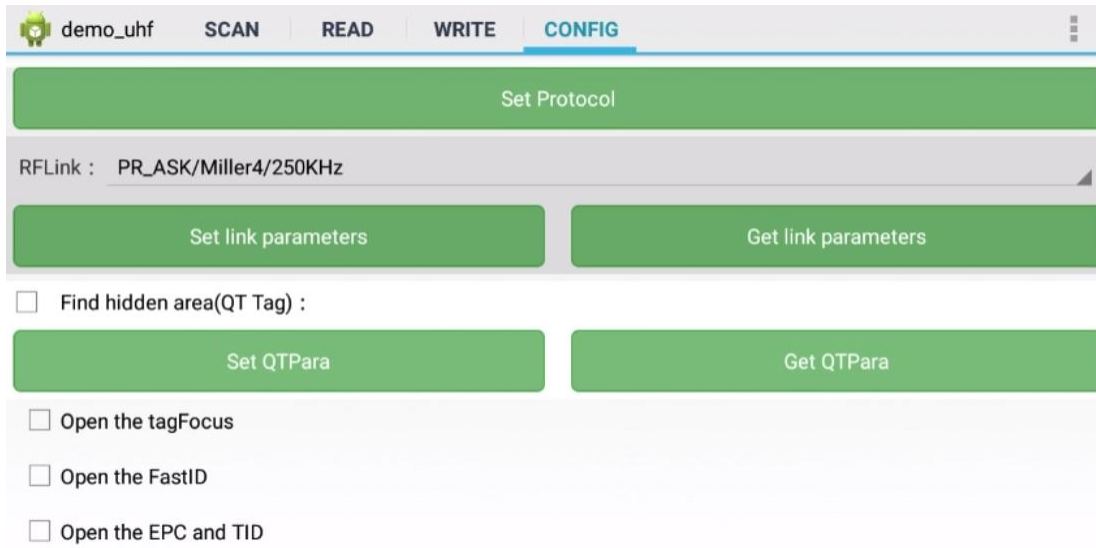 demo_uhf SCAN READ WRITE CONFIG
Set Protocol
RFLink : PR_ASK/Miller4/250KHz
Set link parameters Get link parameters
Find hidden area(QT Tag) :
Set QTPara Get QTPara
Open the tagFocus
Open the FastID
Open the EPC and TID